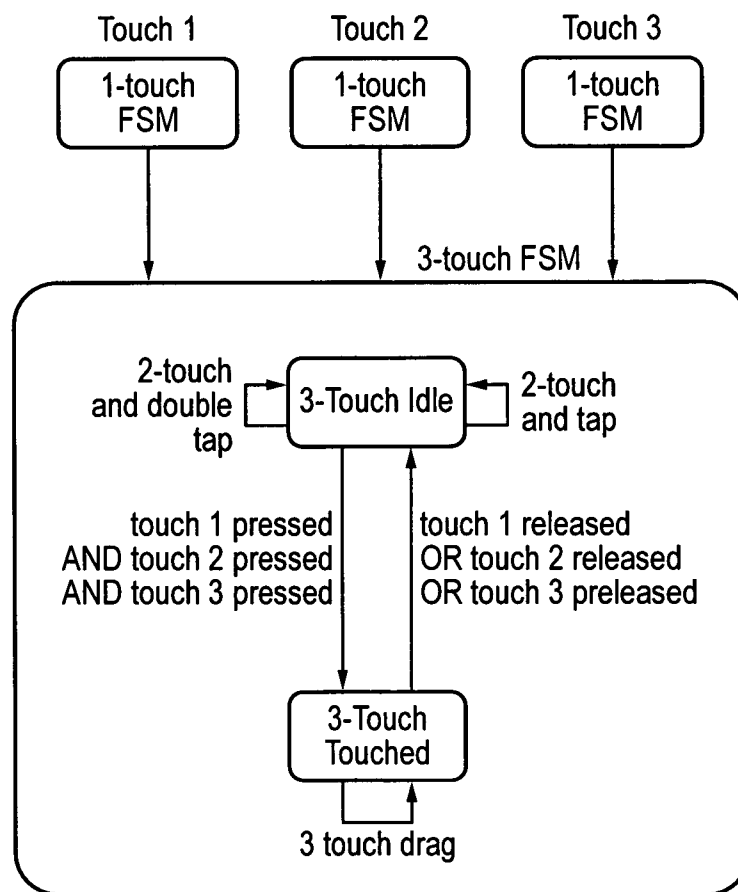 Touch 1
Touch 2
Touch 3
1-touch
FSM
1-touch
FSM
1-touch
FSM
3-touch FSM
2-touch
and double
tap
3-Touch Idle
2-touch
and tap
touch 1 pressed
AND touch 2 pressed
AND touch 3 pressed
touch 1 released
OR touch 2 released
OR touch 3 preleased
3-Touch
Touched
3 touch drag